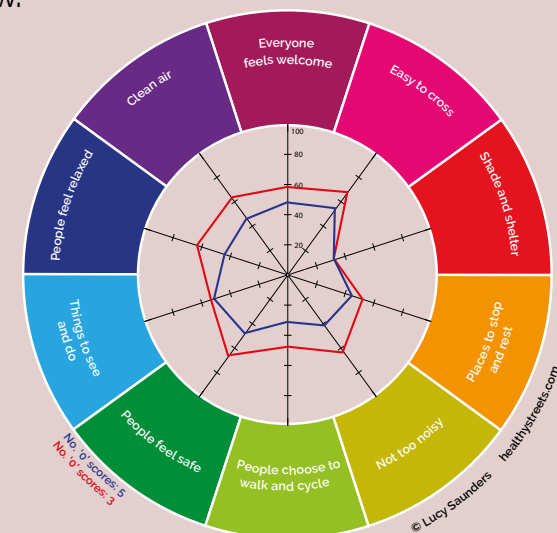 w.
Everyone
feels welcome
Easy to cross
Shade and shelter
Places to stop
and rest
Not too noisy
People choose to
walk and cycle
People feel safe
Things to see
and do
People feel relaxed
Clean air
100
80
60
40
20
No. 'o' scores: 5
No. 'o' scores: 3
© Lucy Saunders
healthystreets.com